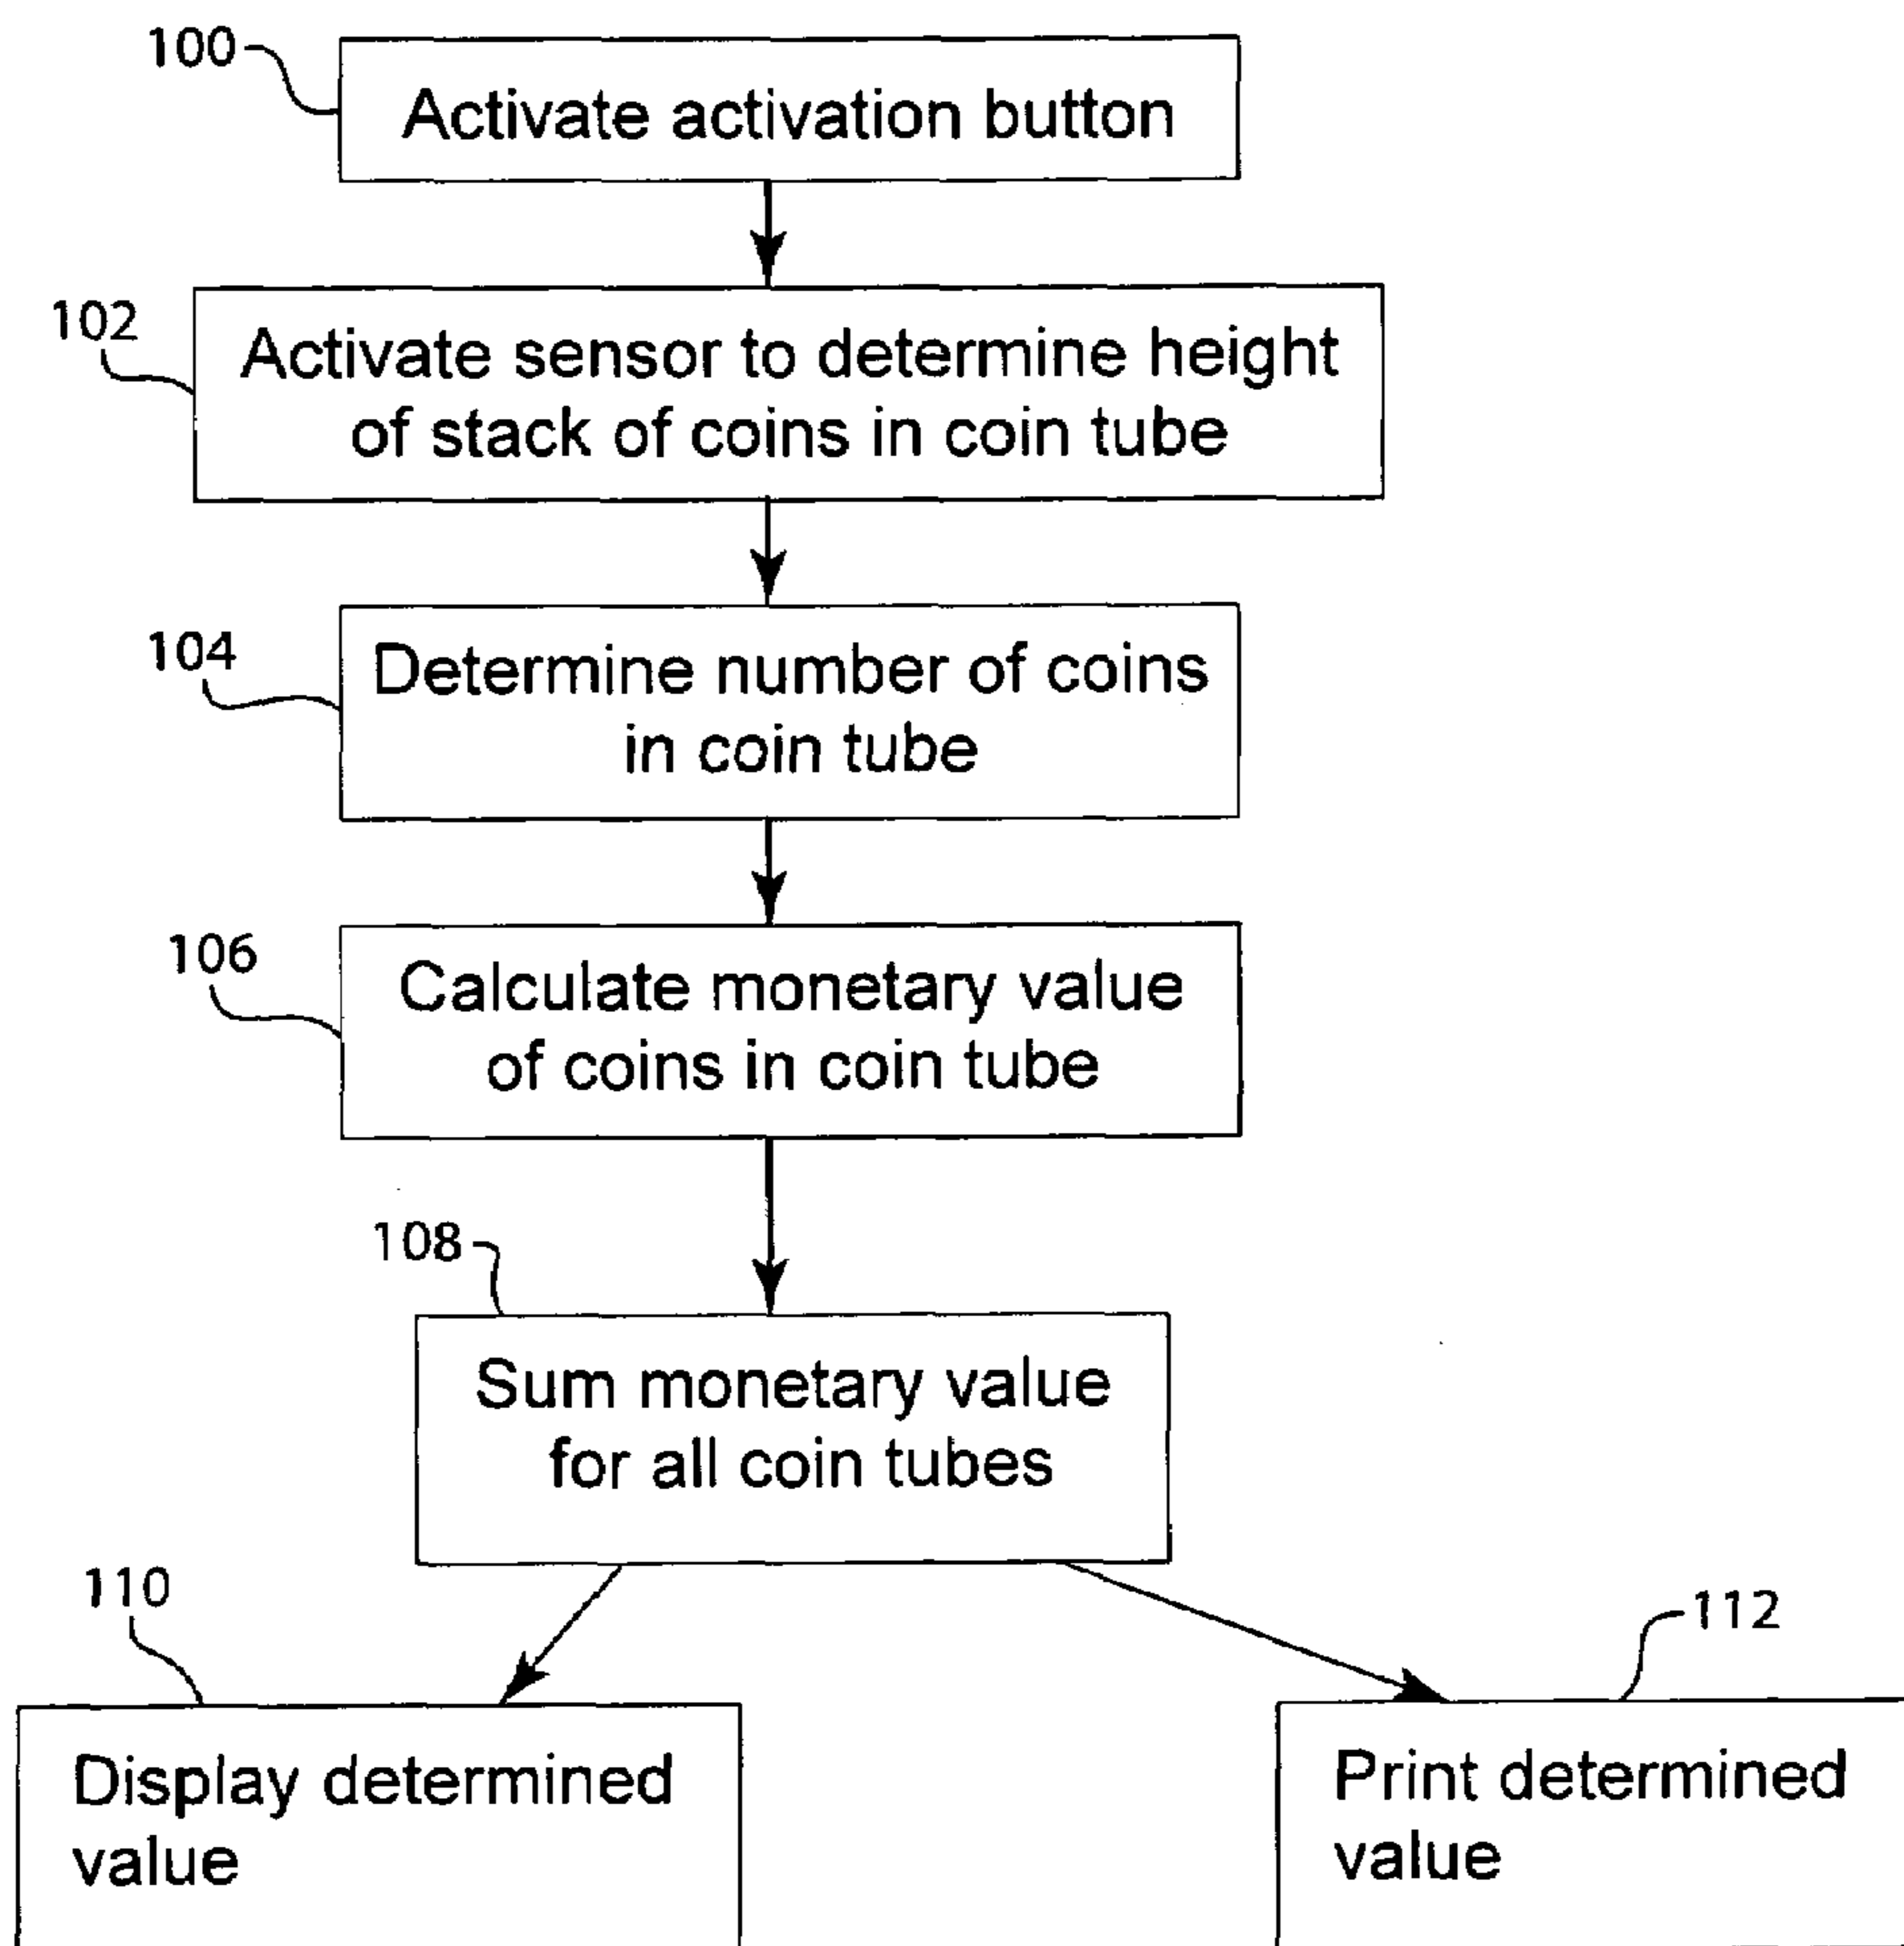 100
Activate activation button
102
Activate sensor to determine height
of stack of coins in coin tube
104
Determine number of coins
in coin tube
106
Calculate monetary value
of coins in coin tube
108
Sum monetary value
for all coin tubes
110
Display determined
value
112
Print determined
value